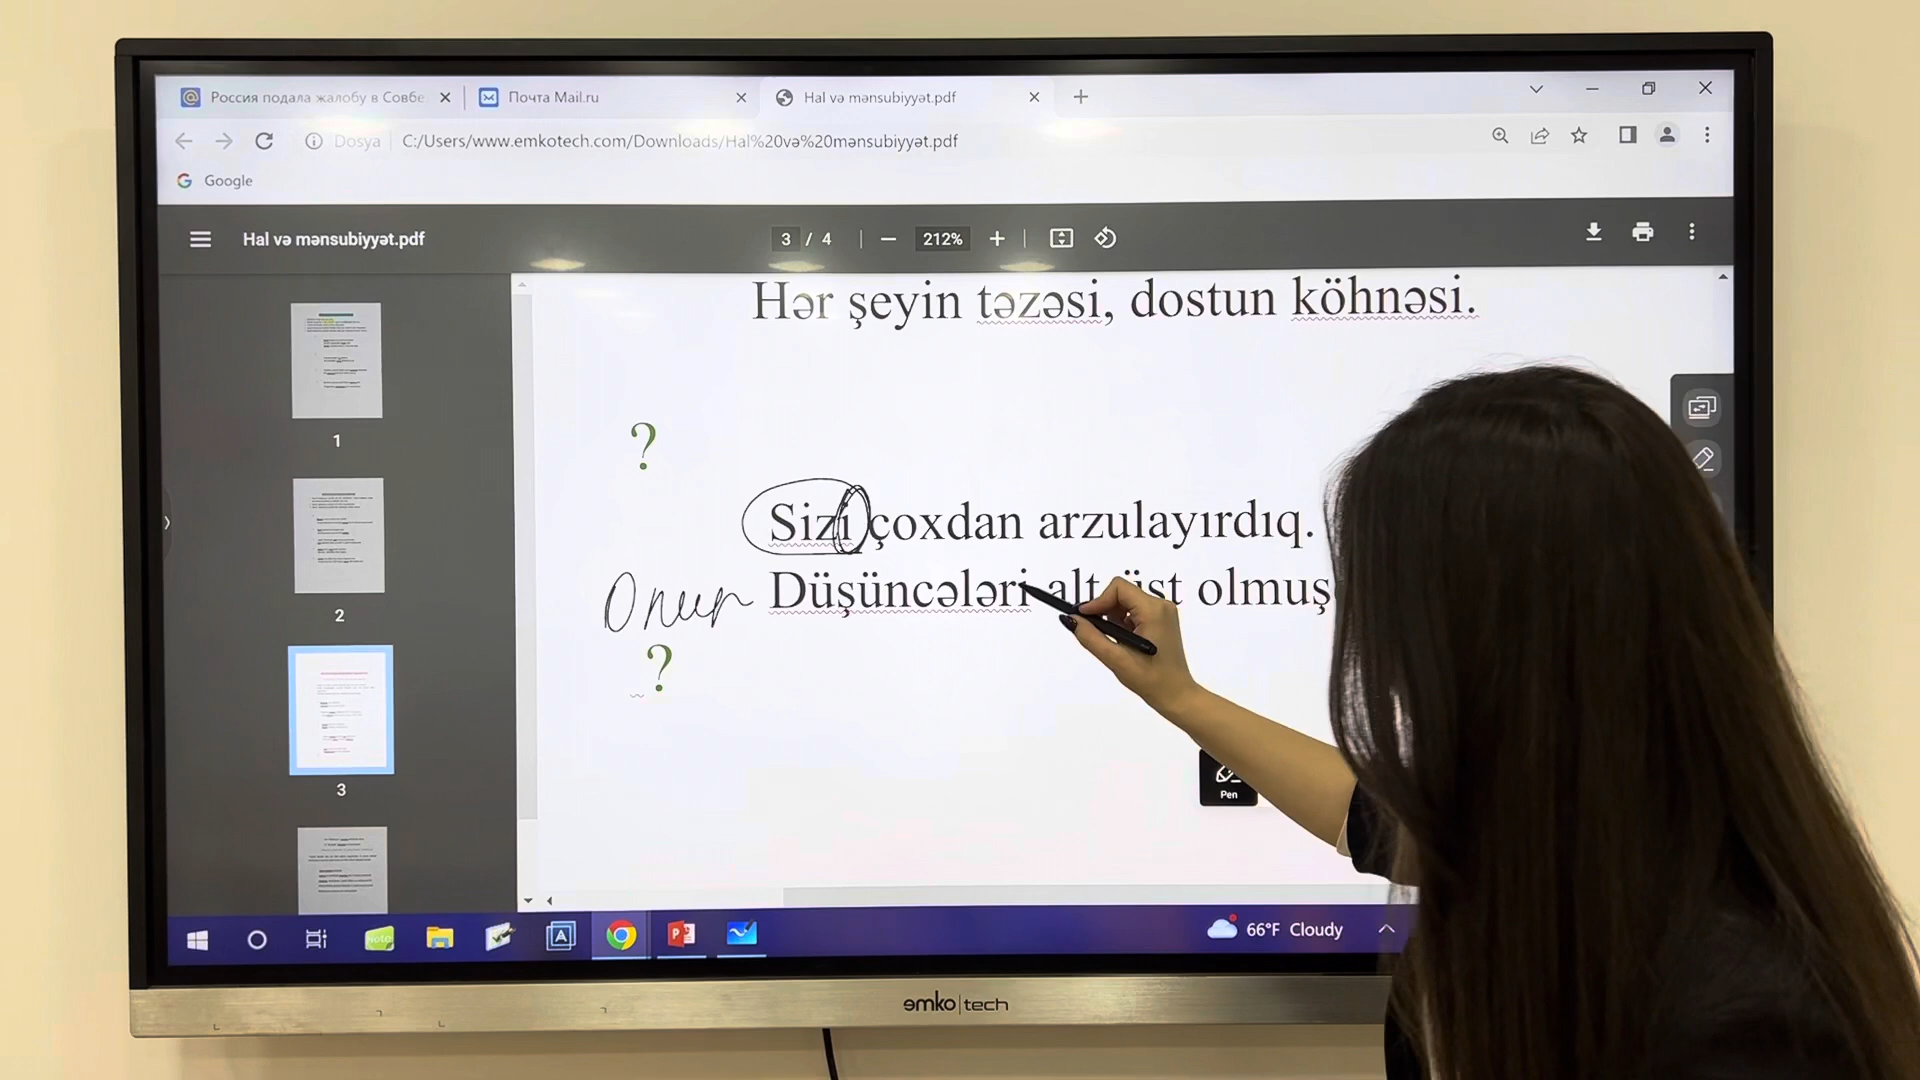 Россия подала жалобу в Совбе
Почта Mail.ru
Hal və mənsubiyyət.pdf
Dosya
C:/Users/www.emkotech.com/Downloads/Hal%20və%20mənsubiyyət.pdf
Google
Hal və mənsubiyyət.pdf
3 / 4
212%
Hər şeyin təzəsi, dostun köhnəsi.
?
Sizi çoxdan arzulayırdıq.
Onun Düşüncələri alt üst olmuş
?
1
2
3
Pen
66°F Cloudy
emko|tech